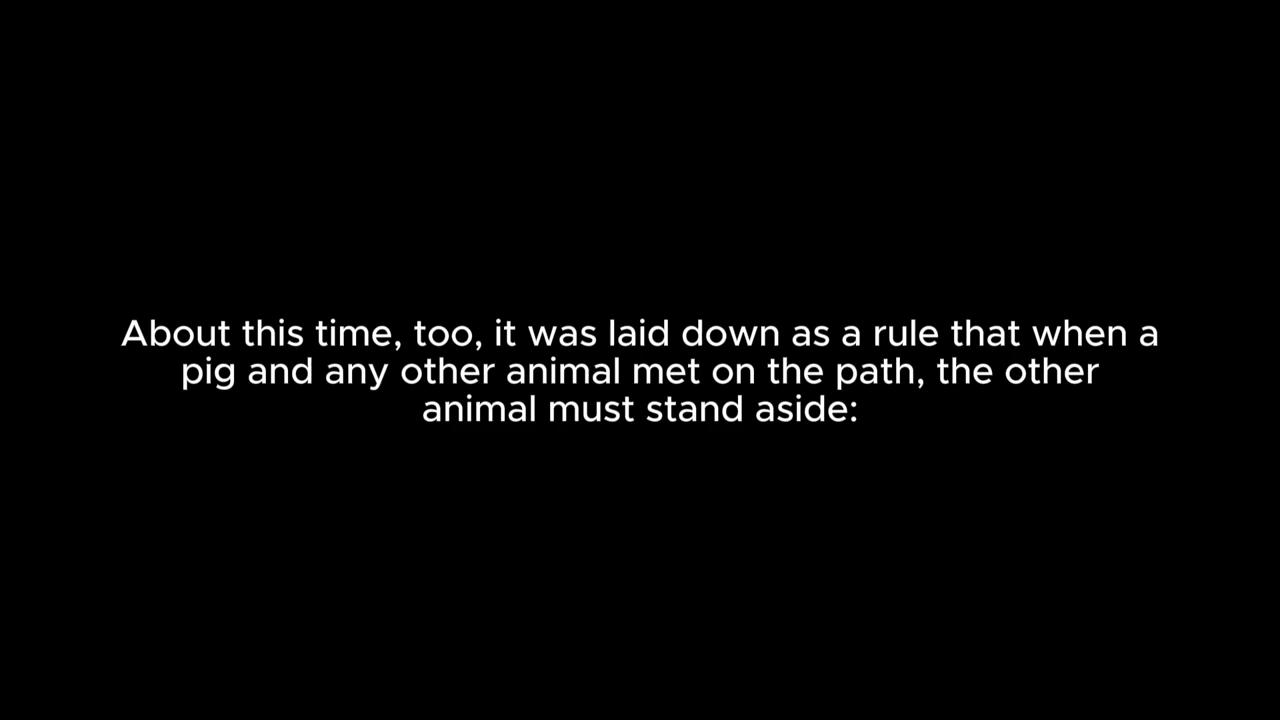 About this time, too, it was laid down as a rule that when a
pig and any other animal met on the path, the other
animal must stand aside: